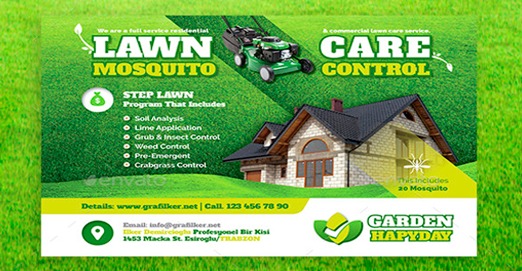 We are a full service residential
& commercial lawn care service.
LAWN CARE
MOSQUITO CONTROL
STEP LAWN
Program That Includes
Soil Analysis
Lime Application
Grub & Insect Control
Weed Control
Pre-Emergent
Crabgrass Control
This Includes
20 Mosquito
Details: www.grafilker.net | Call. 123 456 78 90
Email: info@grafilker.net
Ilker Demircioglu Profesyonel Bir Kisi
1453 Macka St. Esiroglu/TRABZON
GARDEN
HAPYDAY